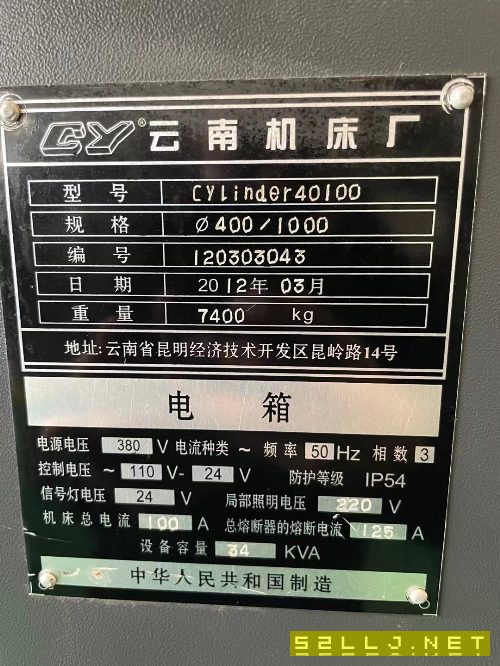 CY®云南机床厂
型号 Cylinder40100
规格 Ø400/1000
编号 120303043
日期 2012年 03月
重量 7400 kg
地址:云南省昆明经济技术开发区昆岭路14号
电 箱
电源电压 380 V 电流种类 ~ 频率 50 Hz 相数 3
控制电压 ~ 110 V- 24 V 防护等级 IP54
信号灯电压 24 V 局部照明电压 220 V
机床总电流 100 A 总熔断器的熔断电流 125 A
设备容量 34 KVA
中华人民共和国制造
52LLJ.NET